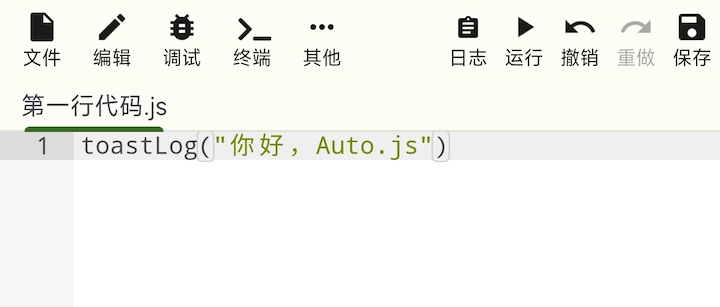 文件 编辑 调试 终端 其他 日志 运行 撤销 重做 保存
第一行代码.js
1 toastLog("你好，Auto.js")